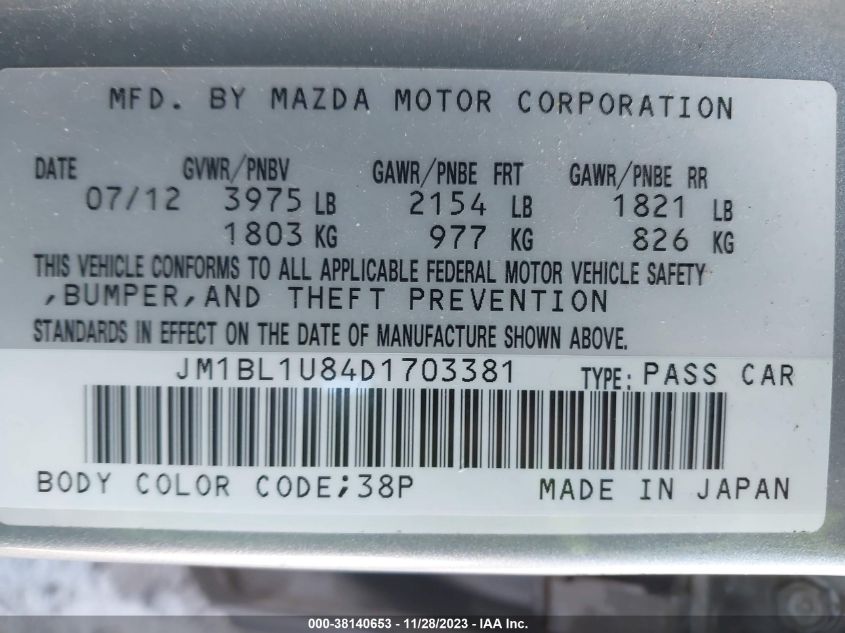 MFD. BY MAZDA MOTOR CORPORATION
DATE GVWR/PNBV GAWR/PNBE FRT GAWR/PNBE RR
07/12 3975 LB 2154 LB 1821 LB
1803 KG 977 KG 826 KG
THIS VEHICLE CONFORMS TO ALL APPLICABLE FEDERAL MOTOR VEHICLE SAFETY
,BUMPER,AND THEFT PREVENTION
STANDARDS IN EFFECT ON THE DATE OF MANUFACTURE SHOWN ABOVE.
JM1BL1U84D1703381 TYPE: PASS CAR
BODY COLOR CODE;38P MADE IN JAPAN
000-38140653 - 11/28/2023 - IAA Inc.